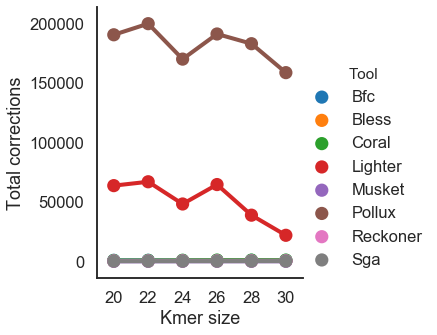 200000
150000
100000
50000
0
Total corrections
20 22 24 26 28 30
Kmer size
Tool
Bfc
Bless
Coral
Lighter
Musket
Pollux
Reckoner
Sga